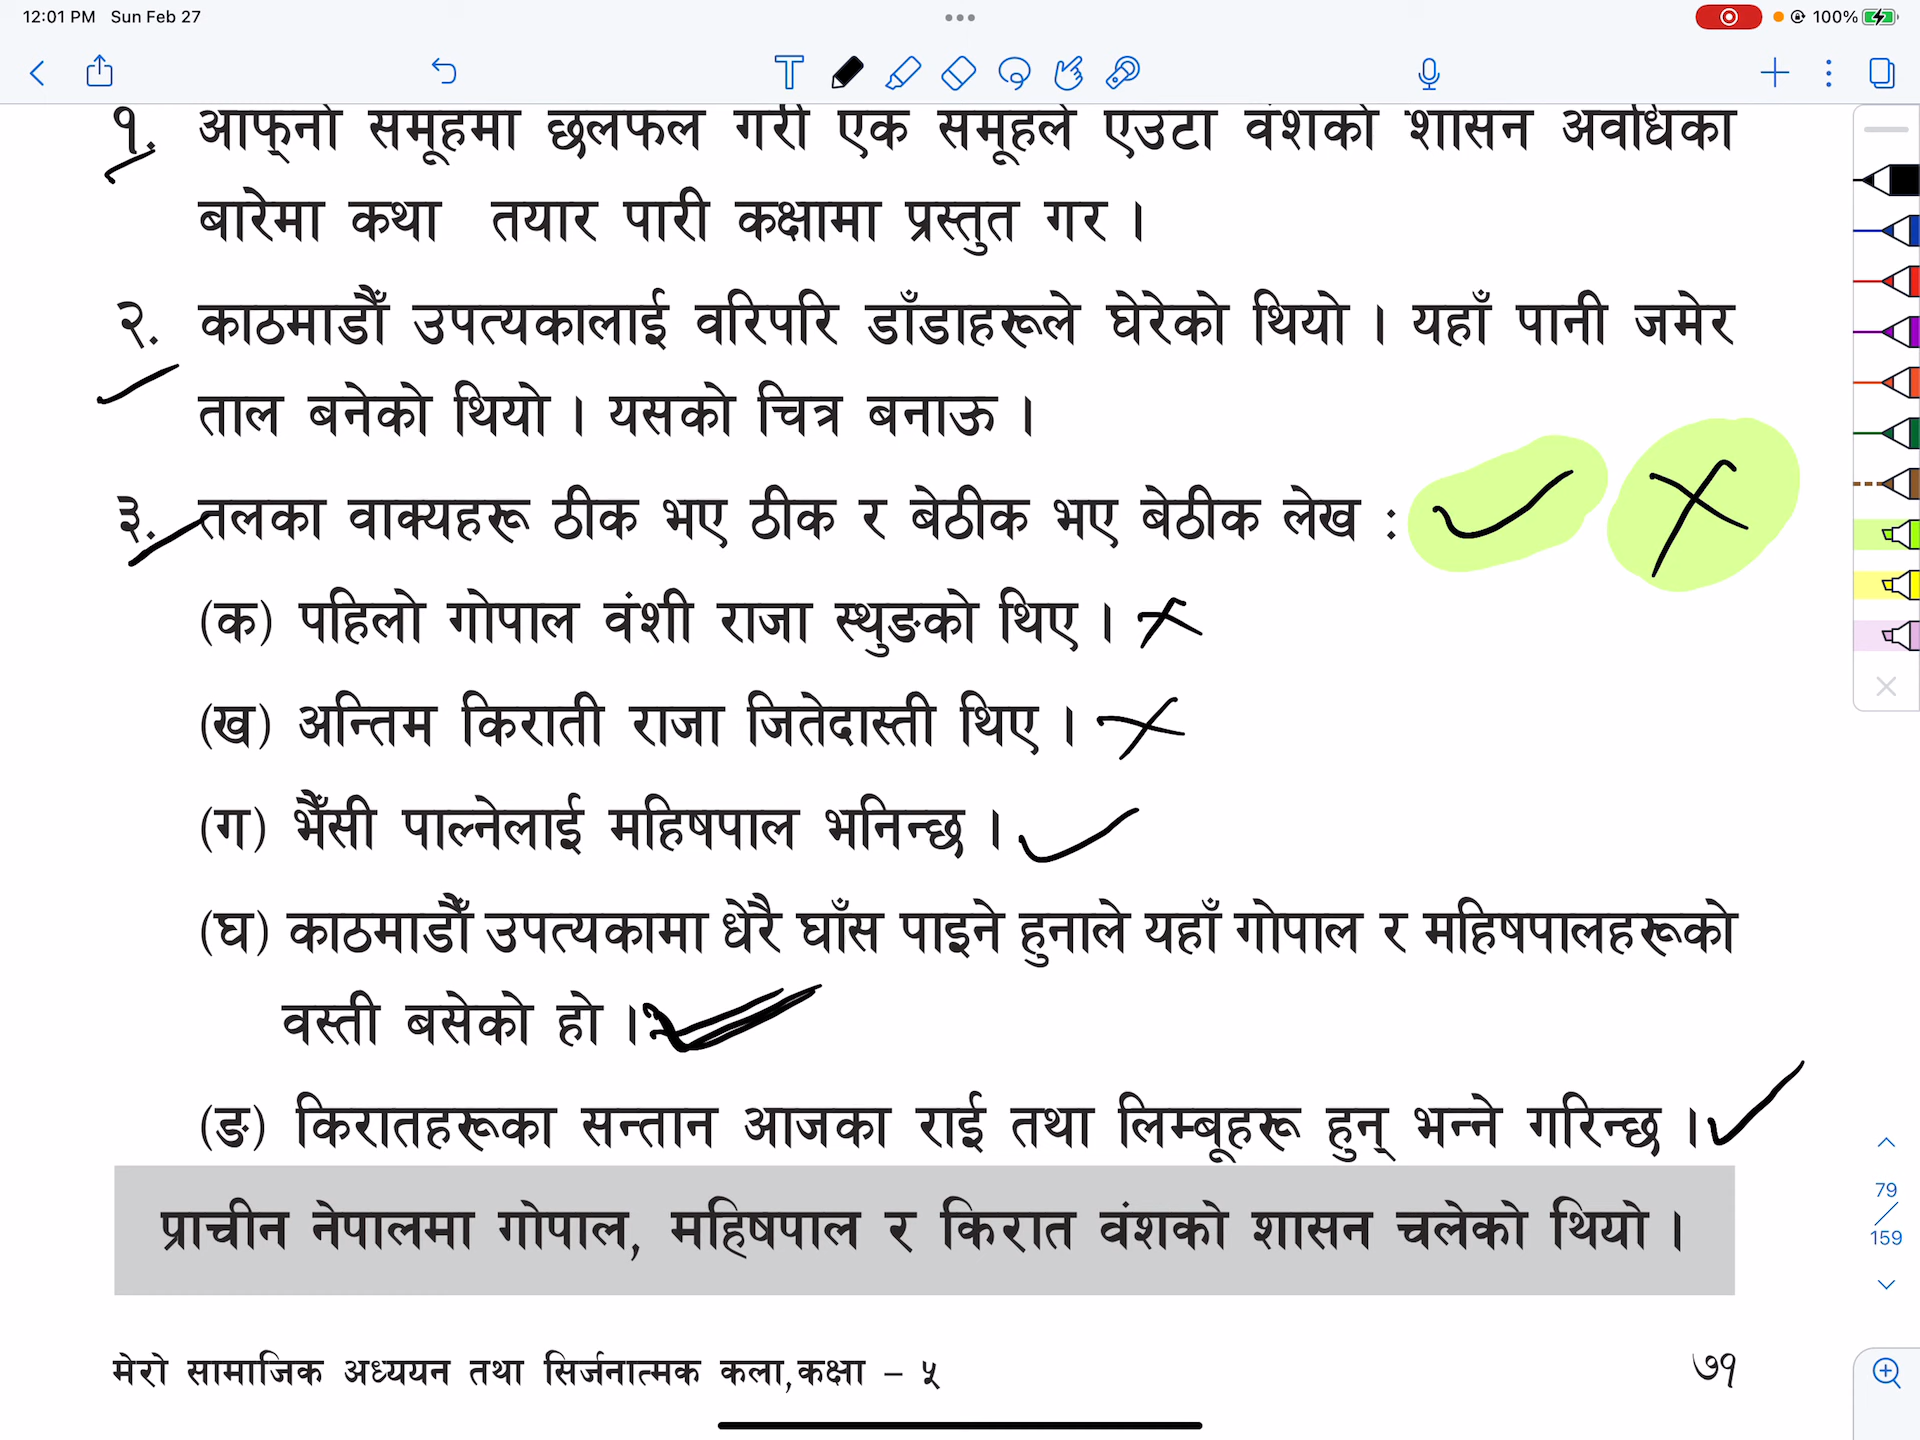 12:01 PM Sun Feb 27
100%
१. आफ्नो समूहमा छलफल गरी एक समूहले एउटा वंशको शासन अवधिका
बारेमा कथा तयार पारी कक्षामा प्रस्तुत गर ।
२. काठमाडौँ उपत्यकालाई वरिपरि डाँडाहरूले घेरेको थियो । यहाँ पानी जमेर
ताल बनेको थियो । यसको चित्र बनाऊ ।
३. तलका वाक्यहरू ठीक भए ठीक र बेठीक भए बेठीक लेख :
(क) पहिलो गोपाल वंशी राजा स्थुङको थिए ।
(ख) अन्तिम किराती राजा जितेदास्ती थिए ।
(ग) भैँसी पाल्नेलाई महिषपाल भनिन्छ ।
(घ) काठमाडौँ उपत्यकामा धेरै घाँस पाइने हुनाले यहाँ गोपाल र महिषपालहरूको
वस्ती बसेको हो ।
(ङ) किरातहरूका सन्तान आजका राई तथा लिम्बूहरू हुन् भन्ने गरिन्छ ।
प्राचीन नेपालमा गोपाल, महिषपाल र किरात वंशको शासन चलेको थियो ।
79
159
मेरो सामाजिक अध्ययन तथा सिर्जनात्मक कला,कक्षा – ५ ७१